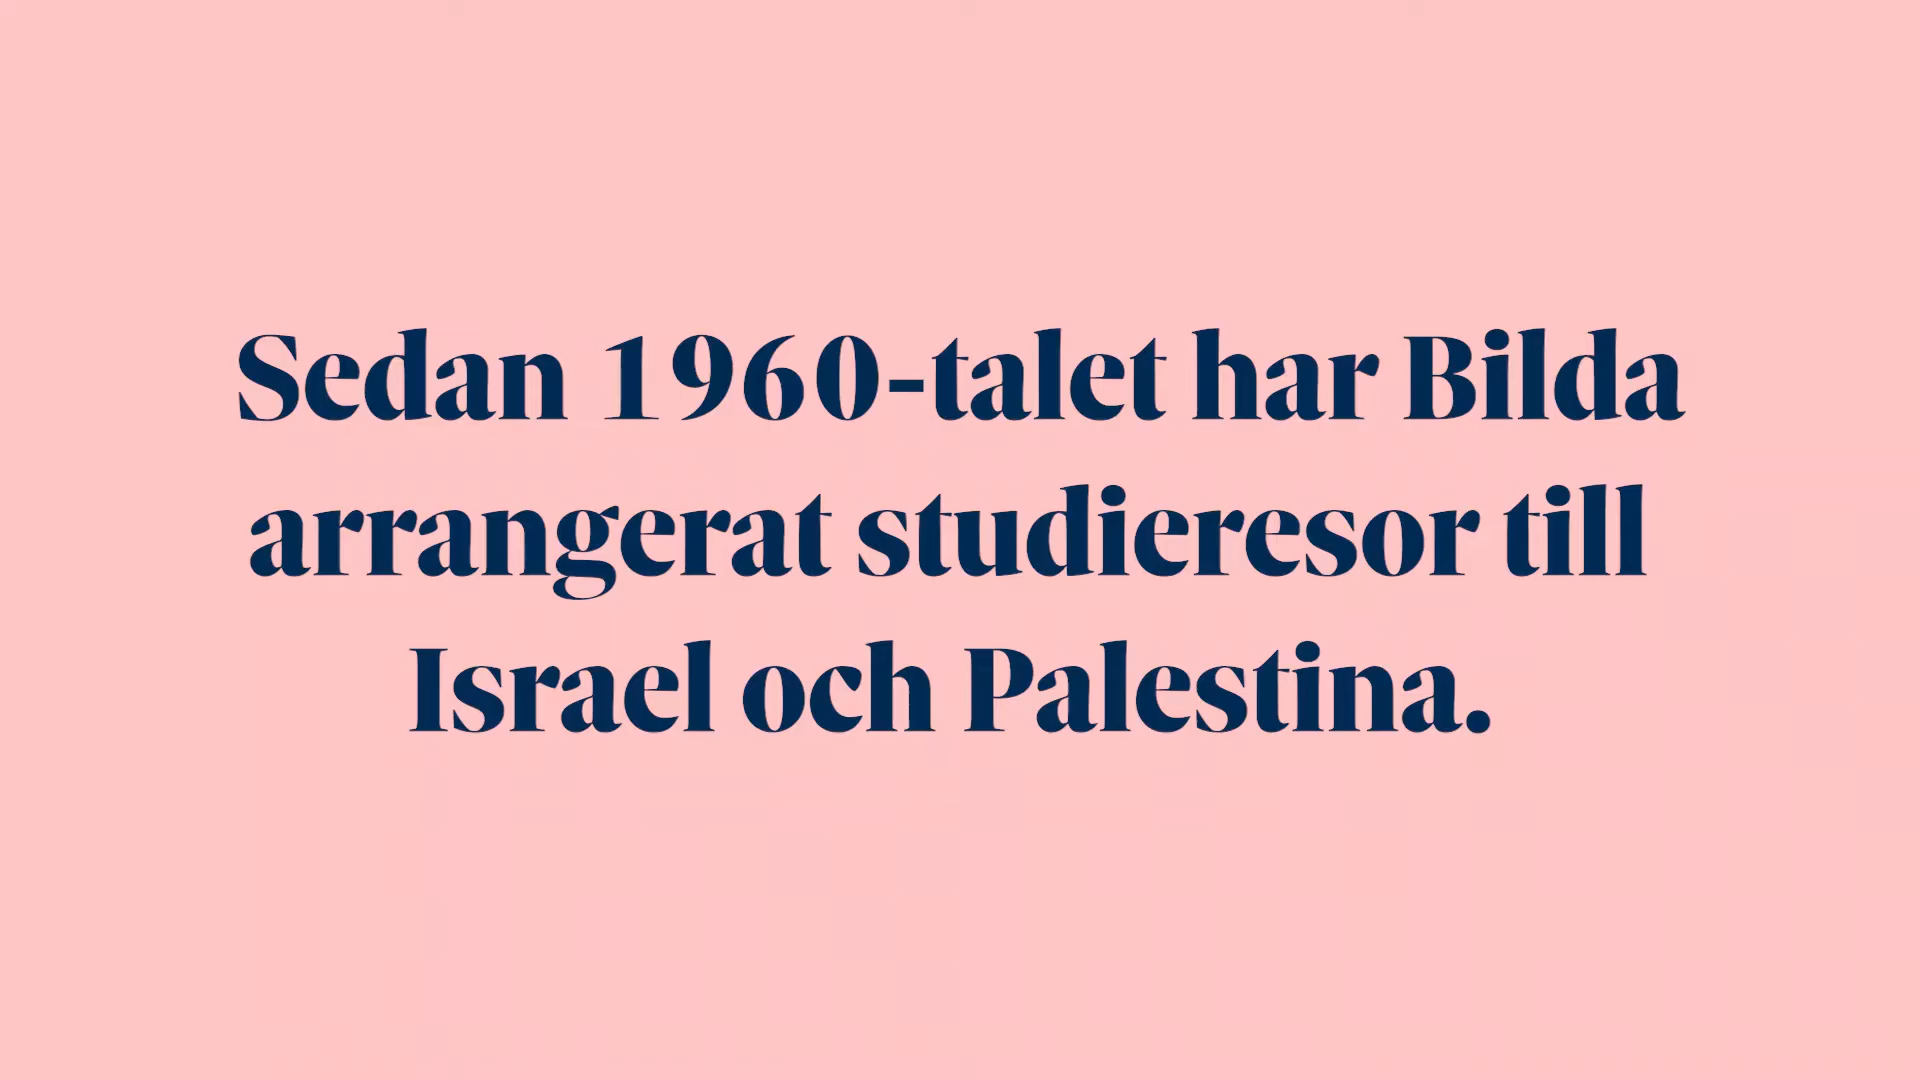 Sedan 1960-talet har Bilda
arrangerat studieresor till
Israel och Palestina.